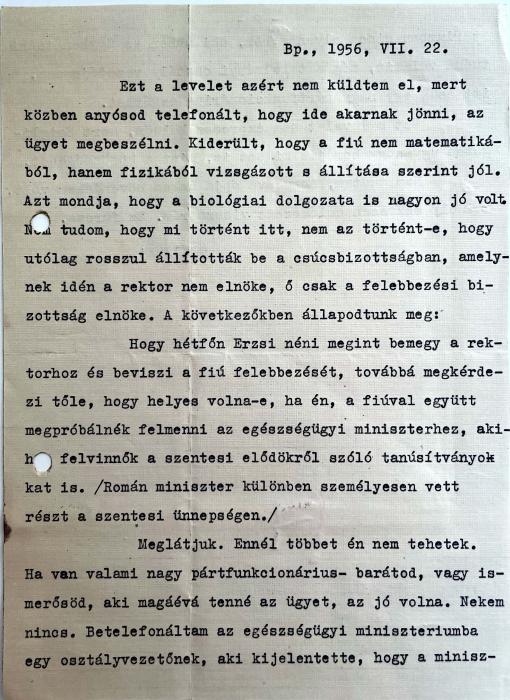 Bp., 1956, VII. 22.
Ezt a levelet azért nem küldtem el, mert
közben anyósod telefonált, hogy ide akarnak jönni, az
ügyet megbeszélni. Kiderült, hogy a fiú nem matematiká-
ból, hanem fizikából vizsgázott s állítása szerint jól.
Azt mondja, hogy a biológiai dolgozata is nagyon jó volt.
tudom, hogy mi történt itt, nem az történt-e, hogy
utólag rosszul állították be a csúcsbizottságban, amely-
nek idén a rektor nem elnöke, ő csak a felebbezési bi-
zottság elnöke. A következőkben állapodtunk meg:
Hogy hétfőn Erzsi néni megint bemegy a rek-
torhoz és beviszi a fiú felebbezését, továbbá megkérde-
zi tőle, hogy helyes volna-e, ha én, a fiúval együtt
megpróbálnék felmenni az egészségügyi miniszterhez, aki-
felvinnők a szentesi elődökről szóló tanúsítványok
kat is. /Román miniszter különben személyesen vett
részt a szentesi ünnepségen./
Meglátjuk. Ennél többet én nem tehetek.
Ha van valami nagy pártfunkcionárius- barátod, vagy is-
merősöd, aki magáévá tenné az ügyet, az jó volna. Nekem
nincs. Betelefonáltam az egészségügyi miniszteriumba
egy osztályvezetőnek, aki kijelentette, hogy a minisz-